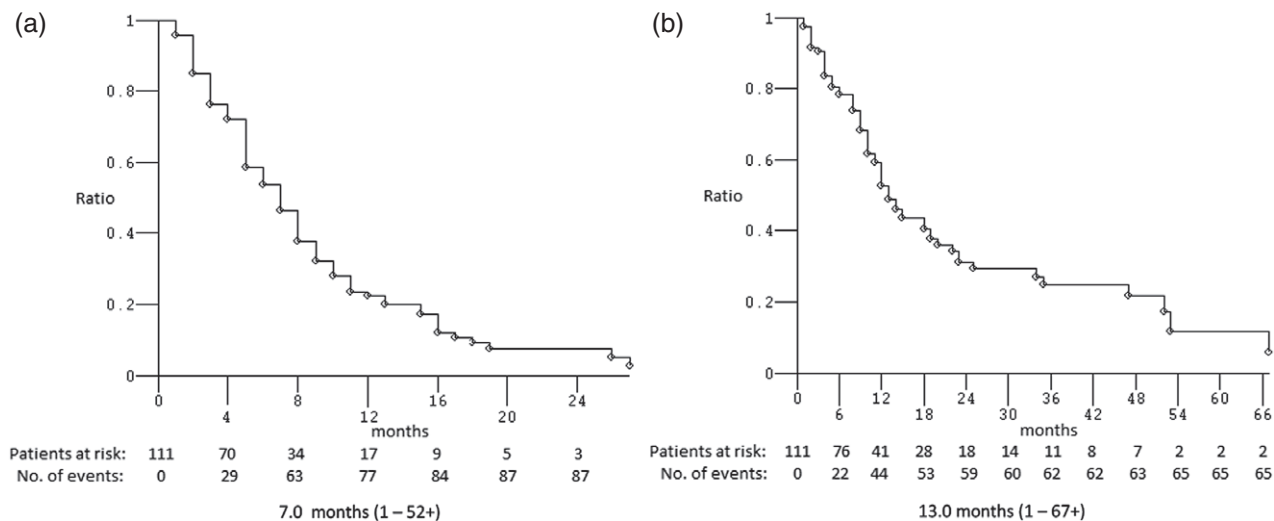 (a)
1
0.8
0.6
Ratio
0.4
0.2
0
0 8 16 24
4 12 20
months
Patients at risk: 111 70 34 17 9 5 3
No. of events: 0 29 63 77 84 87 87
7.0 months (1 – 52+)
(b)
1
0.8
0.6
Ratio
0.4
0.2
0
0 12 24 36 48 60
6 18 30 42 54 66
months
Patients at risk: 111 76 41 28 18 14 11 8 7 2 2 2
No. of events: 0 22 44 53 59 60 62 62 63 65 65 65
13.0 months (1 – 67+)